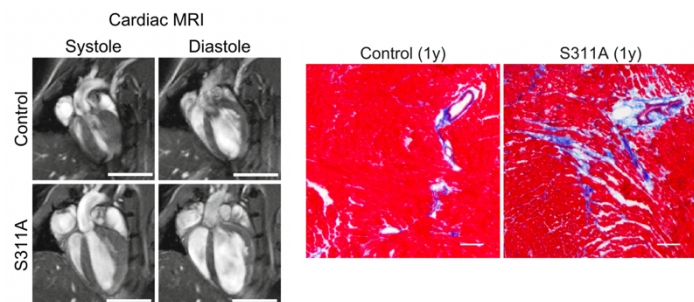 Cardiac MRI
Systole Diastole
Control
S311A
Control (1y) S311A (1y)